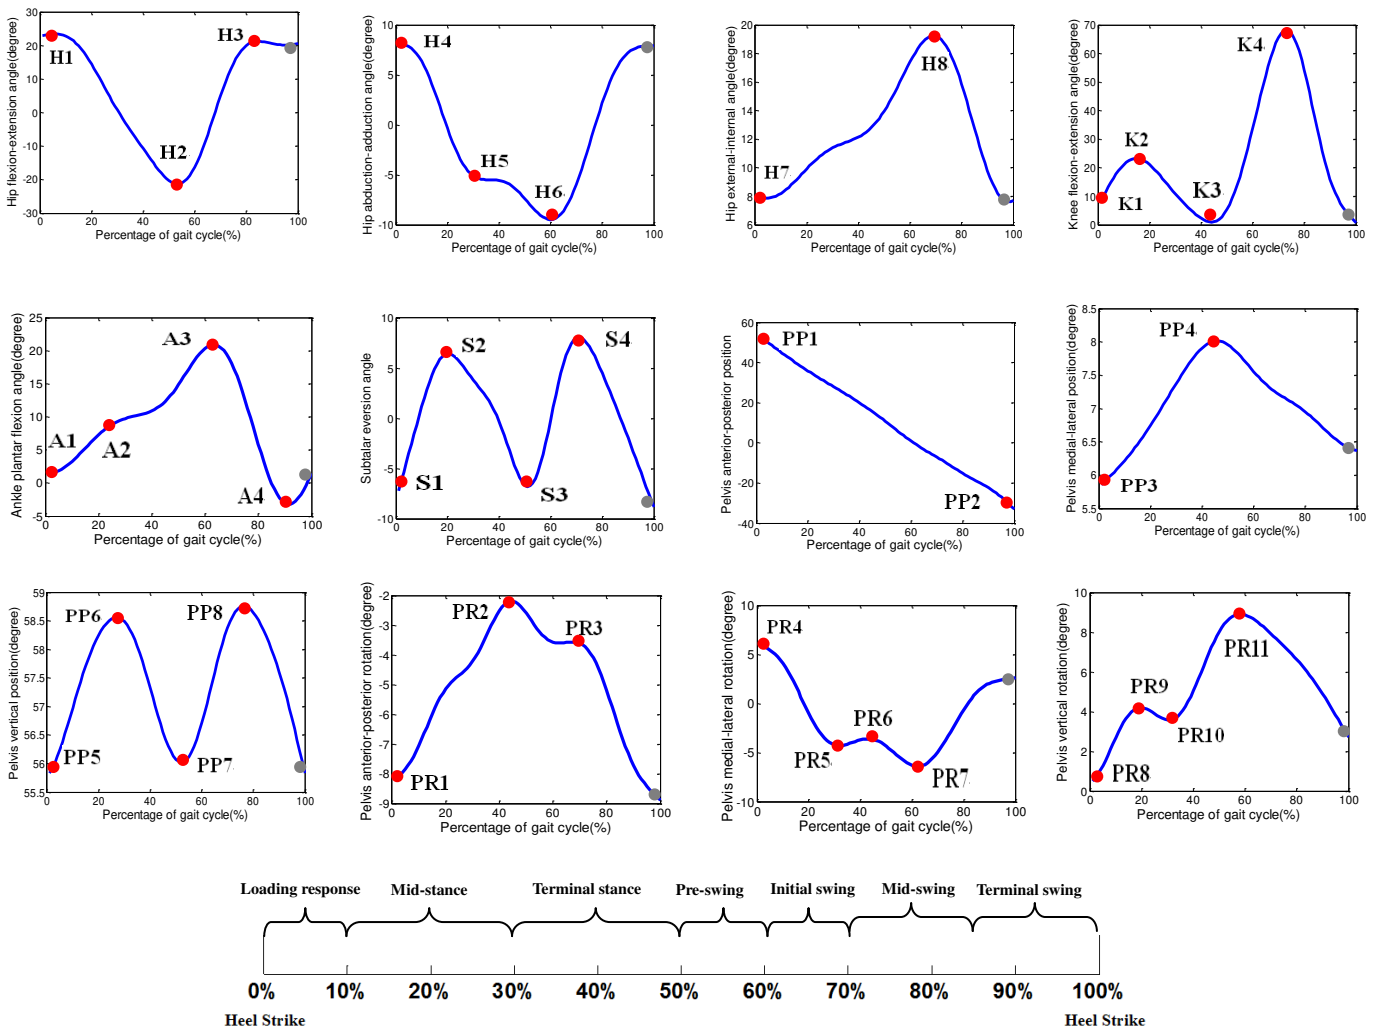 Hip flexion-extension angle(degree)
30
20
10
0
-10
-20
-30
H1
H2
H3
0 20 40 60 80 100
Percentage of gait cycle(%)
Hip abduction-adduction angle(degree)
10
5
0
-5
-10
H4
H5
H6
0 20 40 60 80 100
Percentage of gait cycle(%)
Hip external-internal angle(degree)
20
18
16
14
12
10
8
6
H7
H8
0 20 40 60 80 100
Percentage of gait cycle(%)
Knee flexion-extension angle(degree)
70
60
50
40
30
20
10
0
K1
K2
K3
K4
0 20 40 60 80 100
Percentage of gait cycle(%)
Ankle plantar flexion angle(degree)
25
20
15
10
5
0
-5
A1
A2
A3
A4
0 20 40 60 80 100
Percentage of gait cycle(%)
Subtalar eversion angle
10
5
0
-5
-10
S1
S2
S3
S4
0 20 40 60 80 100
Percentage of gait cycle(%)
Pelvis anterior-posterior position
60
40
20
0
-20
-40
PP1
PP2
0 20 40 60 80 100
Percentage of gait cycle(%)
Pelvis medial-lateral position(degree)
8.5
8
7.5
7
6.5
6
5.5
PP3
PP4
0 20 40 60 80 100
Percentage of gait cycle(%)
Pelvis vertical position(degree)
59
58.5
58
57.5
57
56.5
56
55.5
PP5
PP6
PP7
PP8
0 20 40 60 80 100
Percentage of gait cycle(%)
Pelvis anterior-posterior rotation(degree)
-2
-3
-4
-5
-6
-7
-8
-9
PR1
PR2
PR3
0 20 40 60 80 100
Percentage of gait cycle(%)
Pelvis medial-lateral rotation(degree)
10
5
0
-5
-10
PR4
PR5
PR6
PR7
0 20 40 60 80 100
Percentage of gait cycle(%)
Pelvis vertical rotation(degree)
10
8
6
4
2
0
PR8
PR9
PR10
PR11
0 20 40 60 80 100
Percentage of gait cycle(%)
Loading response Mid-stance Terminal stance Pre-swing Initial swing Mid-swing Terminal swing
0% 10% 20% 30% 40% 50% 60% 70% 80% 90% 100%
Heel Strike Heel Strike